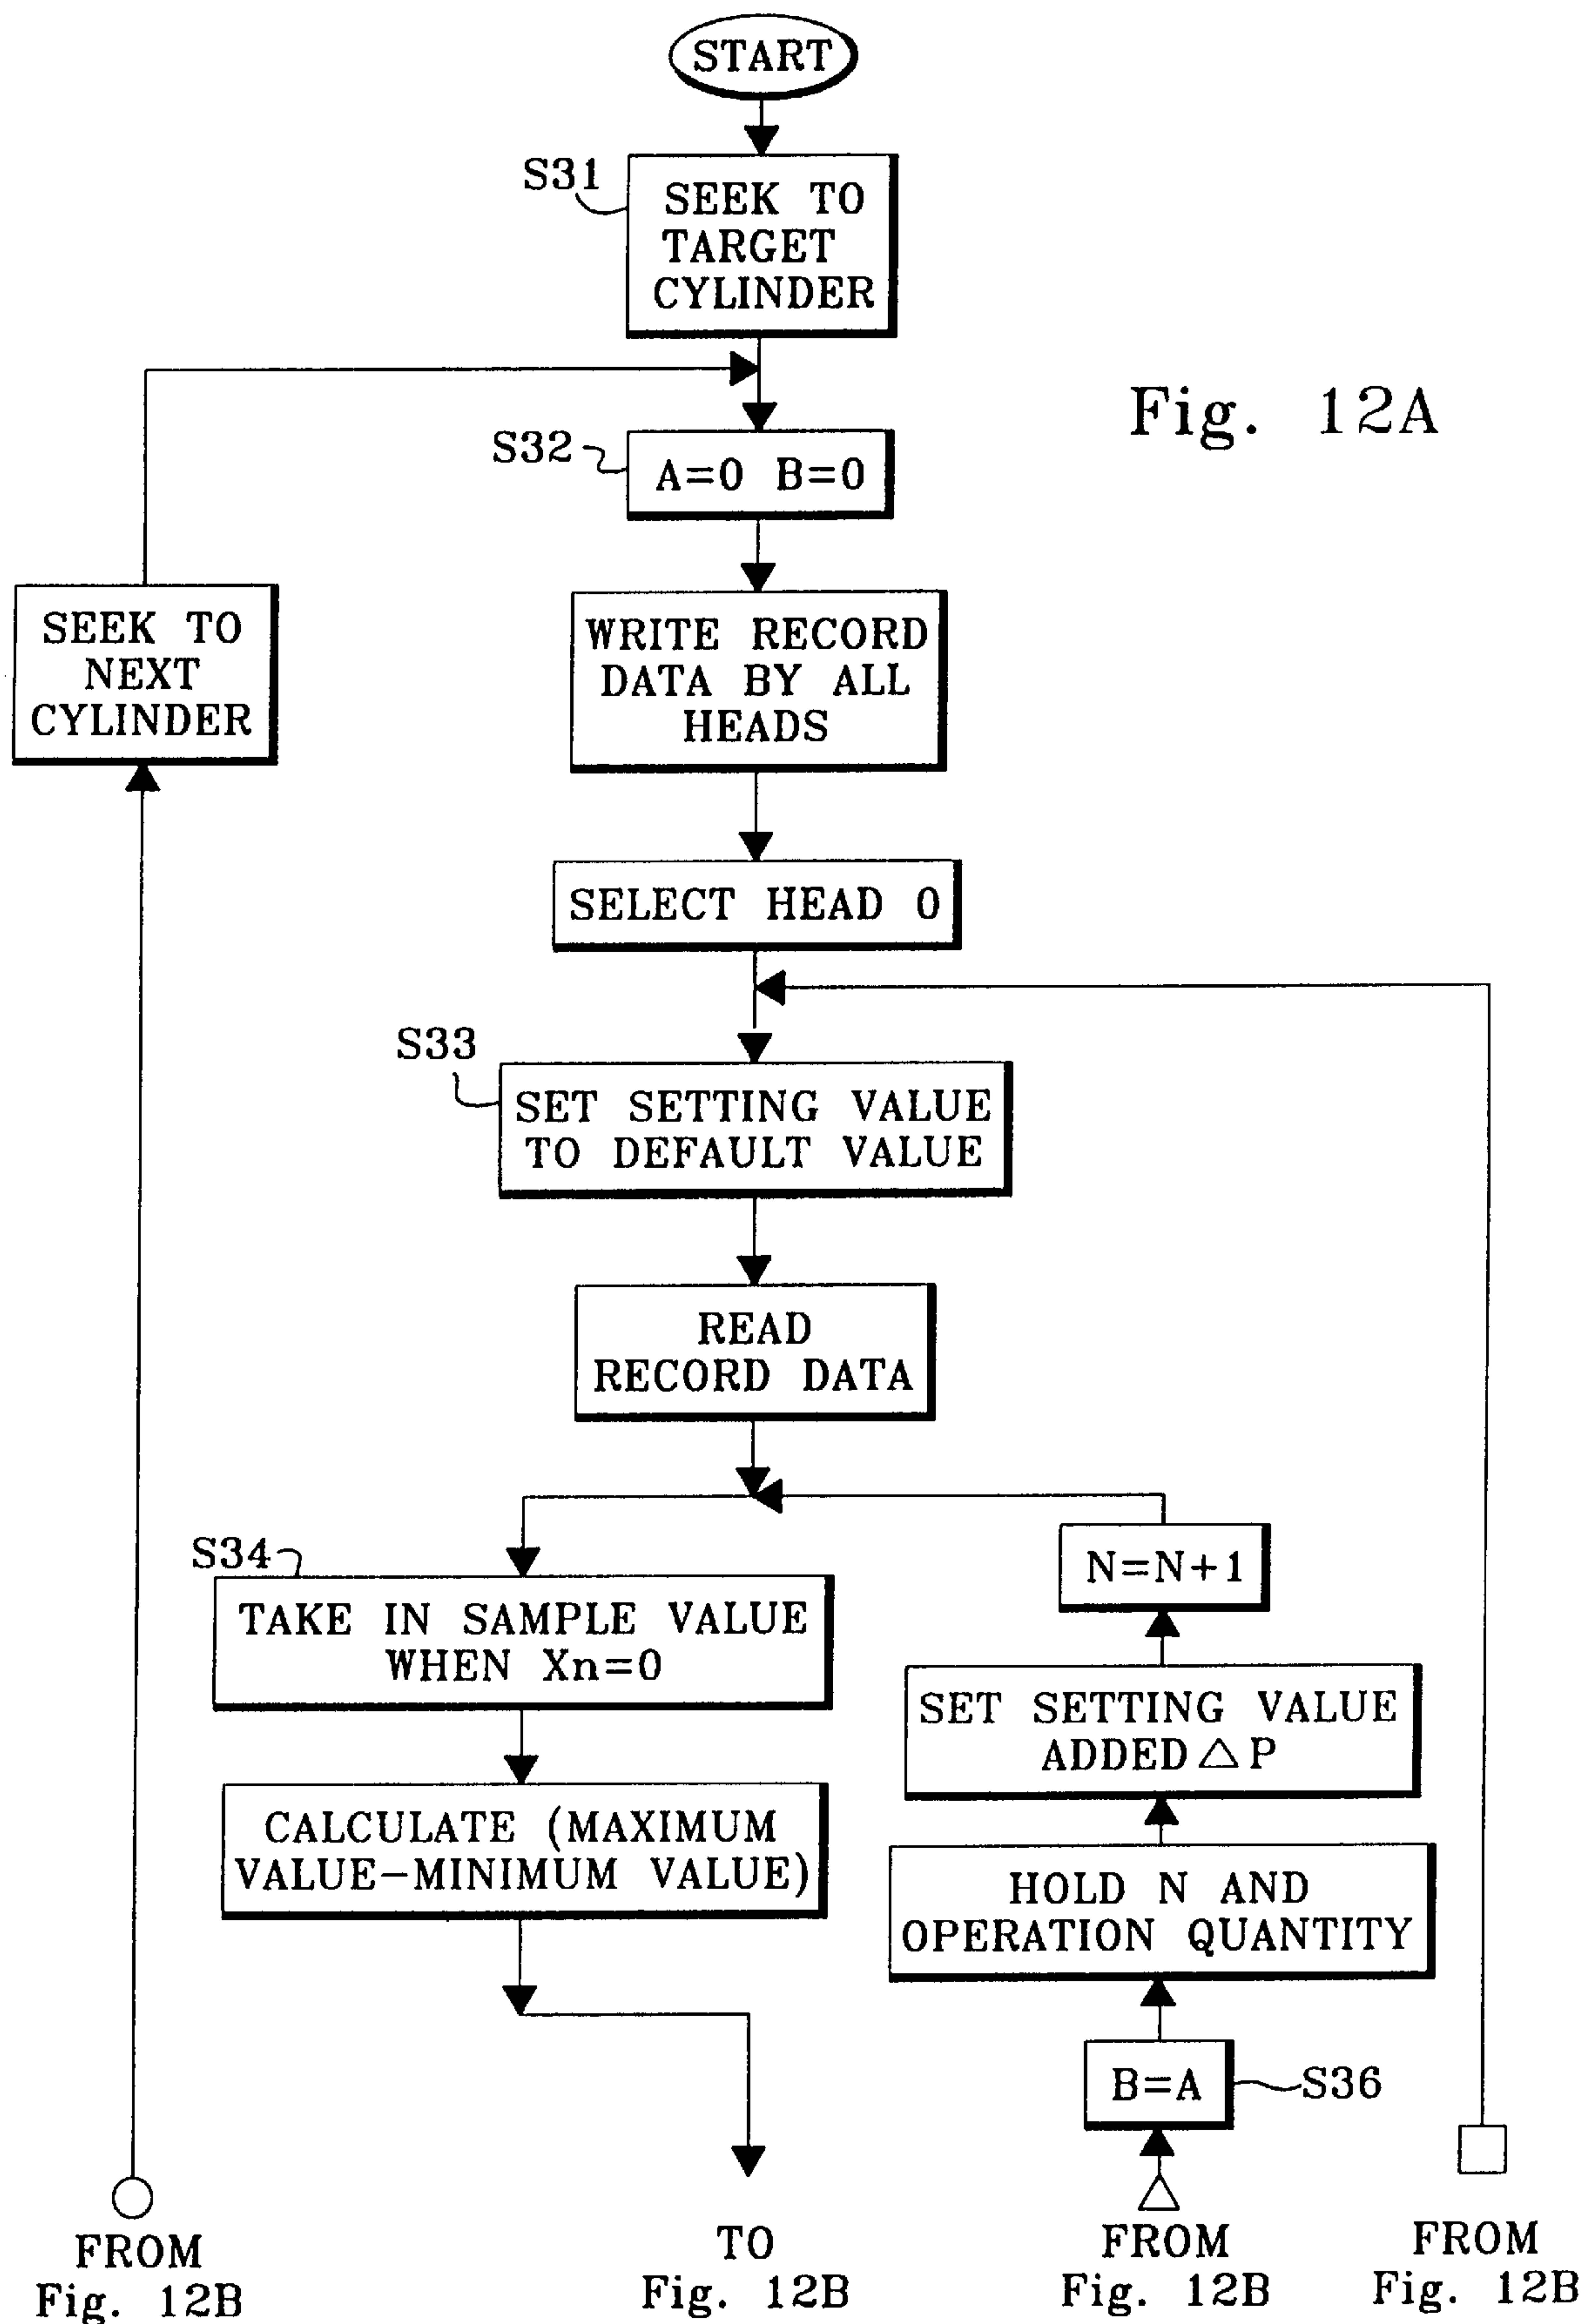 START
S31
SEEK TO
TARGET
CYLINDER
Fig. 12A
S32
A=0 B=0
SEEK TO
NEXT
CYLINDER
WRITE RECORD
DATA BY ALL
HEADS
SELECT HEAD 0
S33
SET SETTING VALUE
TO DEFAULT VALUE
READ
RECORD DATA
S34
TAKE IN SAMPLE VALUE
WHEN Xn=0
N=N+1
SET SETTING VALUE
ADDED △P
CALCULATE (MAXIMUM
VALUE-MINIMUM VALUE)
HOLD N AND
OPERATION QUANTITY
B=A
S36
FROM
Fig. 12B
TO
Fig. 12B
FROM
Fig. 12B
FROM
Fig. 12B